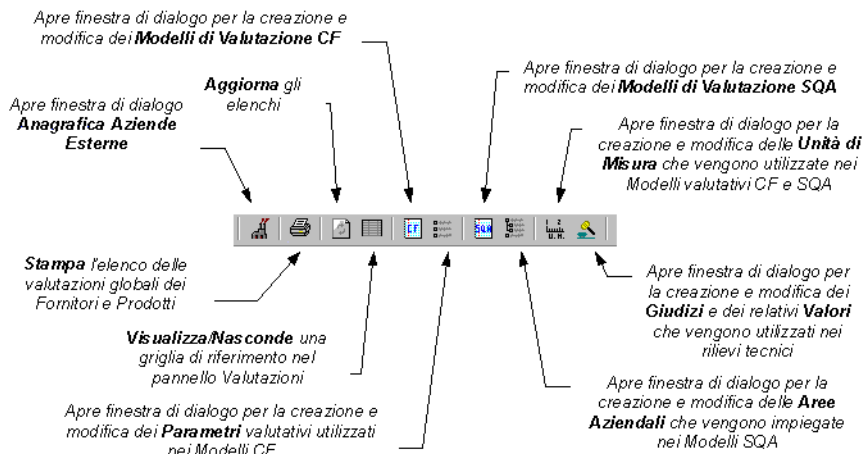 Apre finestra di dialogo per la creazione e
modifica dei Modelli di Valutazione CF
Aggiorna gli
elenchi
Apre finestra di dialogo
Anagrafica Aziende
Esterne
Apre finestra di dialogo per la creazione e
modifica dei Modelli di Valutazione SQA
Apre finestra di dialogo per la
creazione e modifica delle Unità di
Misura che vengono utilizzate nei
Modelli valutativi CF e SQA
CF
SQA
1 2
U.M.
Stampa l'elenco delle
valutazioni globali dei
Fornitori e Prodotti
Visualizza/Nasconde una
griglia di riferimento nel
pannello Valutazioni
Apre finestra di dialogo per la creazione e
modifica dei Parametri valutativi utilizzati
nei Modelli CF
Apre finestra di dialogo per
la creazione e modifica dei
Giudizi e dei relativi Valori
che vengono utilizzati nei
rilievi tecnici
Apre finestra di dialogo per la
creazione e modifica delle Aree
Aziendali che vengono impiegate
nei Modelli SQA